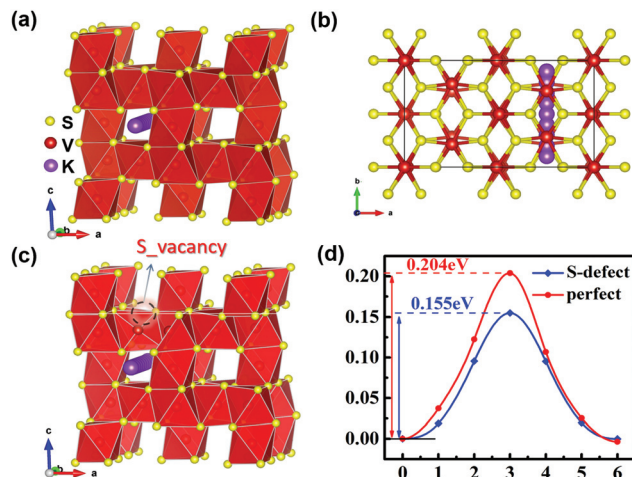 (a)
S
V
K
c
b
a
(b)
b
c
a
(c)
S_vacancy
c
b
a
(d)
0.204eV
S-defect
perfect
0.155eV
0.20
0.15
0.10
0.05
0.00
0 1 2 3 4 5 6